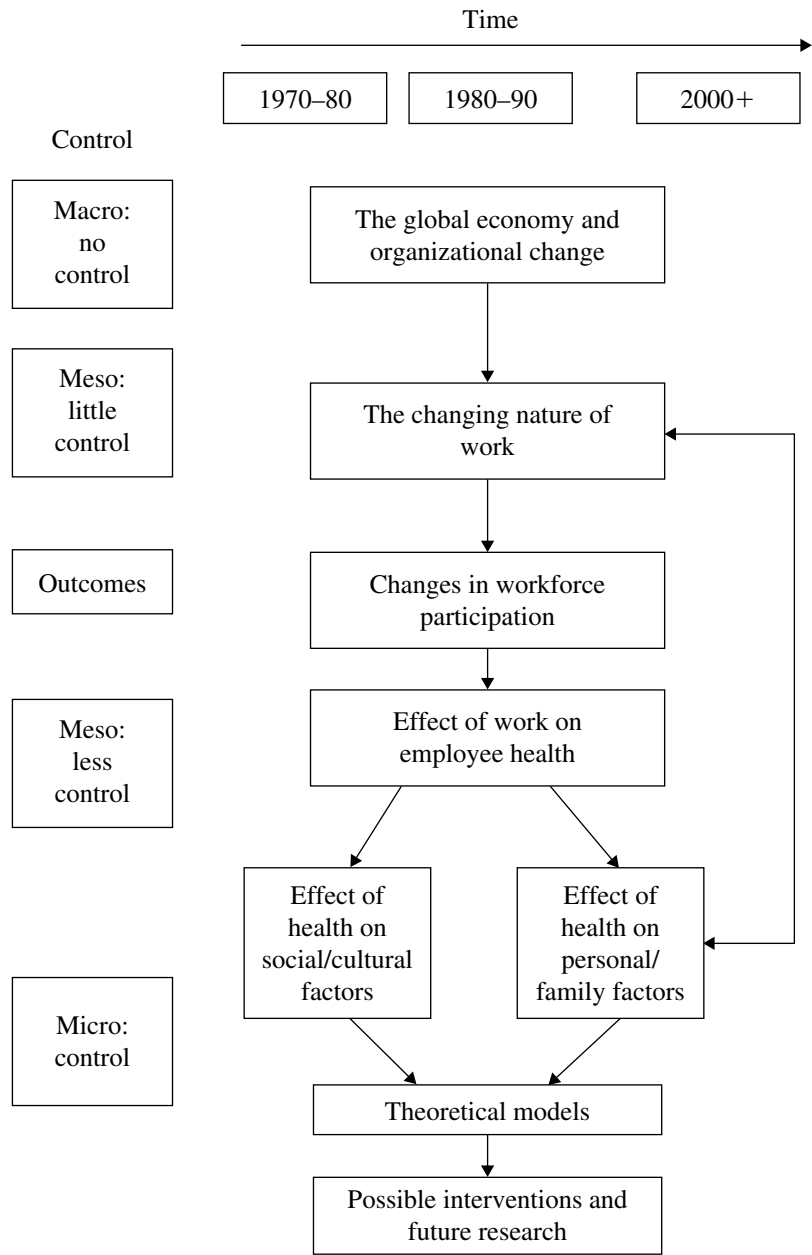 Time
1970–80
1980–90
2000+
Control
Macro:
no
control
The global economy and
organizational change
Meso:
little
control
The changing nature of
work
Outcomes
Changes in workforce
participation
Meso:
less
control
Effect of work on
employee health
Effect of
health on
social/cultural
factors
Effect of
health on
personal/
family factors
Micro:
control
Theoretical models
Possible interventions and
future research